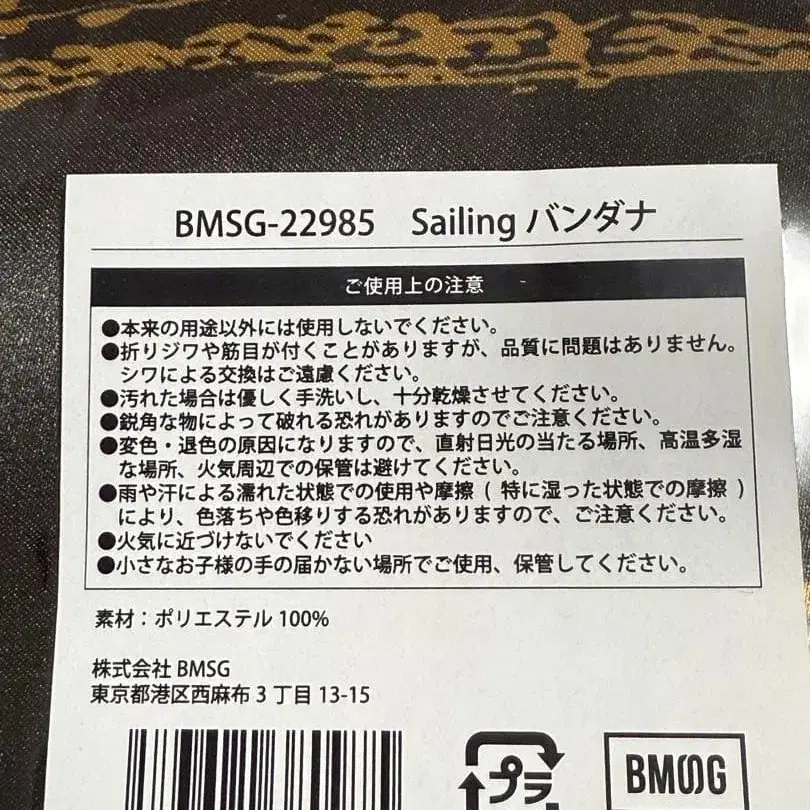 BMSG-22985 Sailing バンダナ
ご使用上の注意
●本来の用途以外には使用しないでください。
●折りジワや筋目が付くことがありますが、品質に問題はありません。
シワによる交換はご遠慮ください。
●汚れた場合は優しく手洗いし、十分乾燥させてください。
●鋭角な物によって破れる恐れがありますのでご注意ください。
●変色・退色の原因になりますので、直射日光の当たる場所、高温多湿
な場所、火気周辺での保管は避けてください。
●雨や汗による濡れた状態での使用や摩擦 ( 特に湿った状態での摩擦 )
により、色落ちや色移りする恐れがありますので、ご注意ください。
●火気に近づけないでください
●小さなお子様の手の届かない場所でご使用、保管してください。
素材：ポリエステル 100%
株式会社 BMSG
東京都港区西麻布 3 丁目 13-15
プラ
BMSG